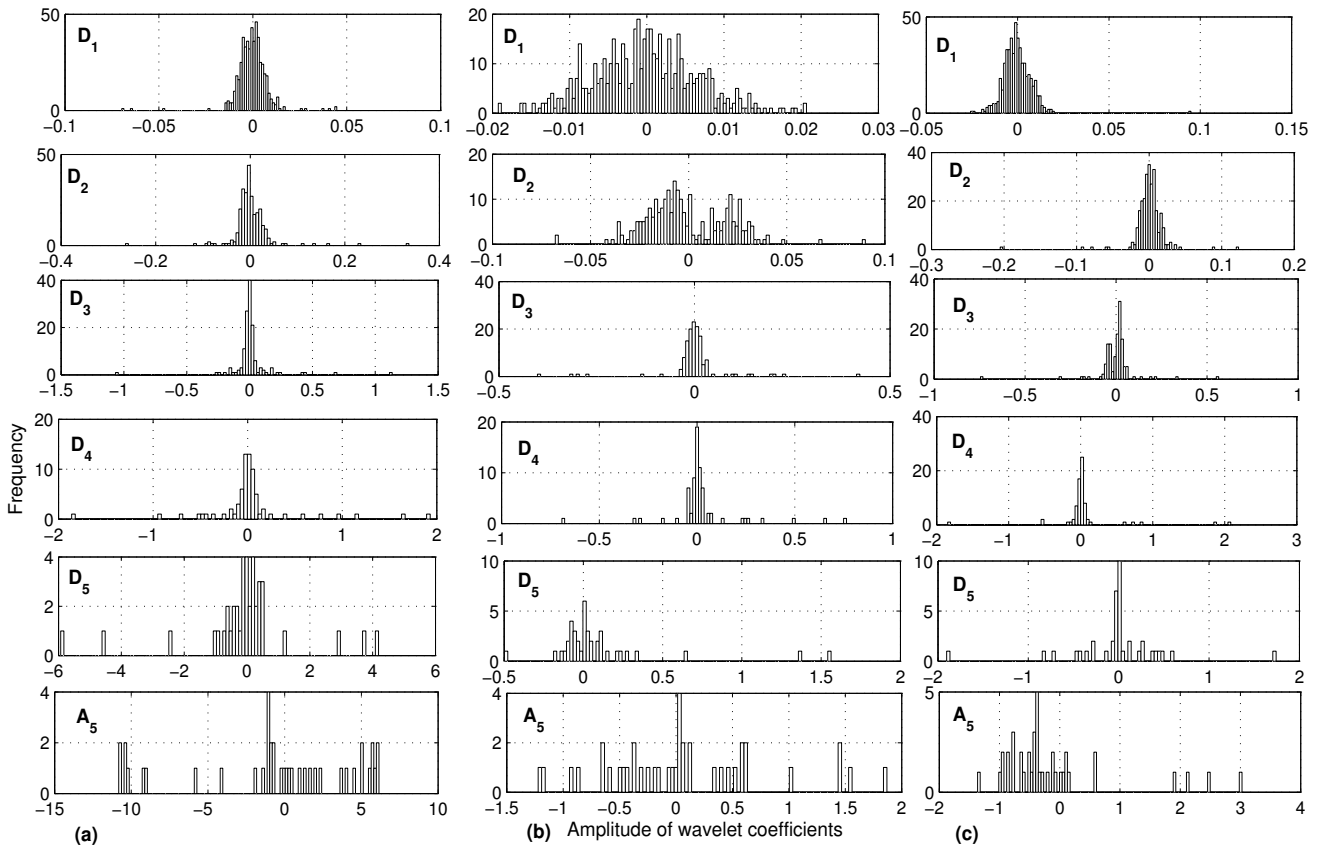 50
0
D1
−0.1 −0.05 0 0.05 0.1
20
10
0
D1
−0.02 −0.01 0 0.01 0.02 0.03
50
0
D1
−0.05 0 0.05 0.1 0.15
50
0
D2
−0.4 −0.2 0 0.2 0.4
20
10
0
D2
−0.1 −0.05 0 0.05 0.1
40
20
0
D2
−0.3 −0.2 −0.1 0 0.1 0.2
40
20
0
D3
−1.5 −1 −0.5 0 0.5 1 1.5
40
20
0
D3
−0.5 0 0.5
40
20
0
D3
−1 −0.5 0 0.5 1
Frequency
20
10
0
D4
−2 −1 0 1 2
20
10
0
D4
−1 −0.5 0 0.5 1
40
20
0
D4
−2 −1 0 1 2 3
4
2
0
D5
−6 −4 −2 0 2 4 6
10
5
0
D5
−0.5 0 0.5 1 1.5 2
10
5
0
D5
−2 −1 0 1 2
4
2
0
A5
−15 −10 −5 0 5 10
4
2
0
A5
−1.5 −1 −0.5 0 0.5 1 1.5 2
5
0
A5
−2 −1 0 1 2 3 4
(a)
(b) Amplitude of wavelet coefficients
(c)